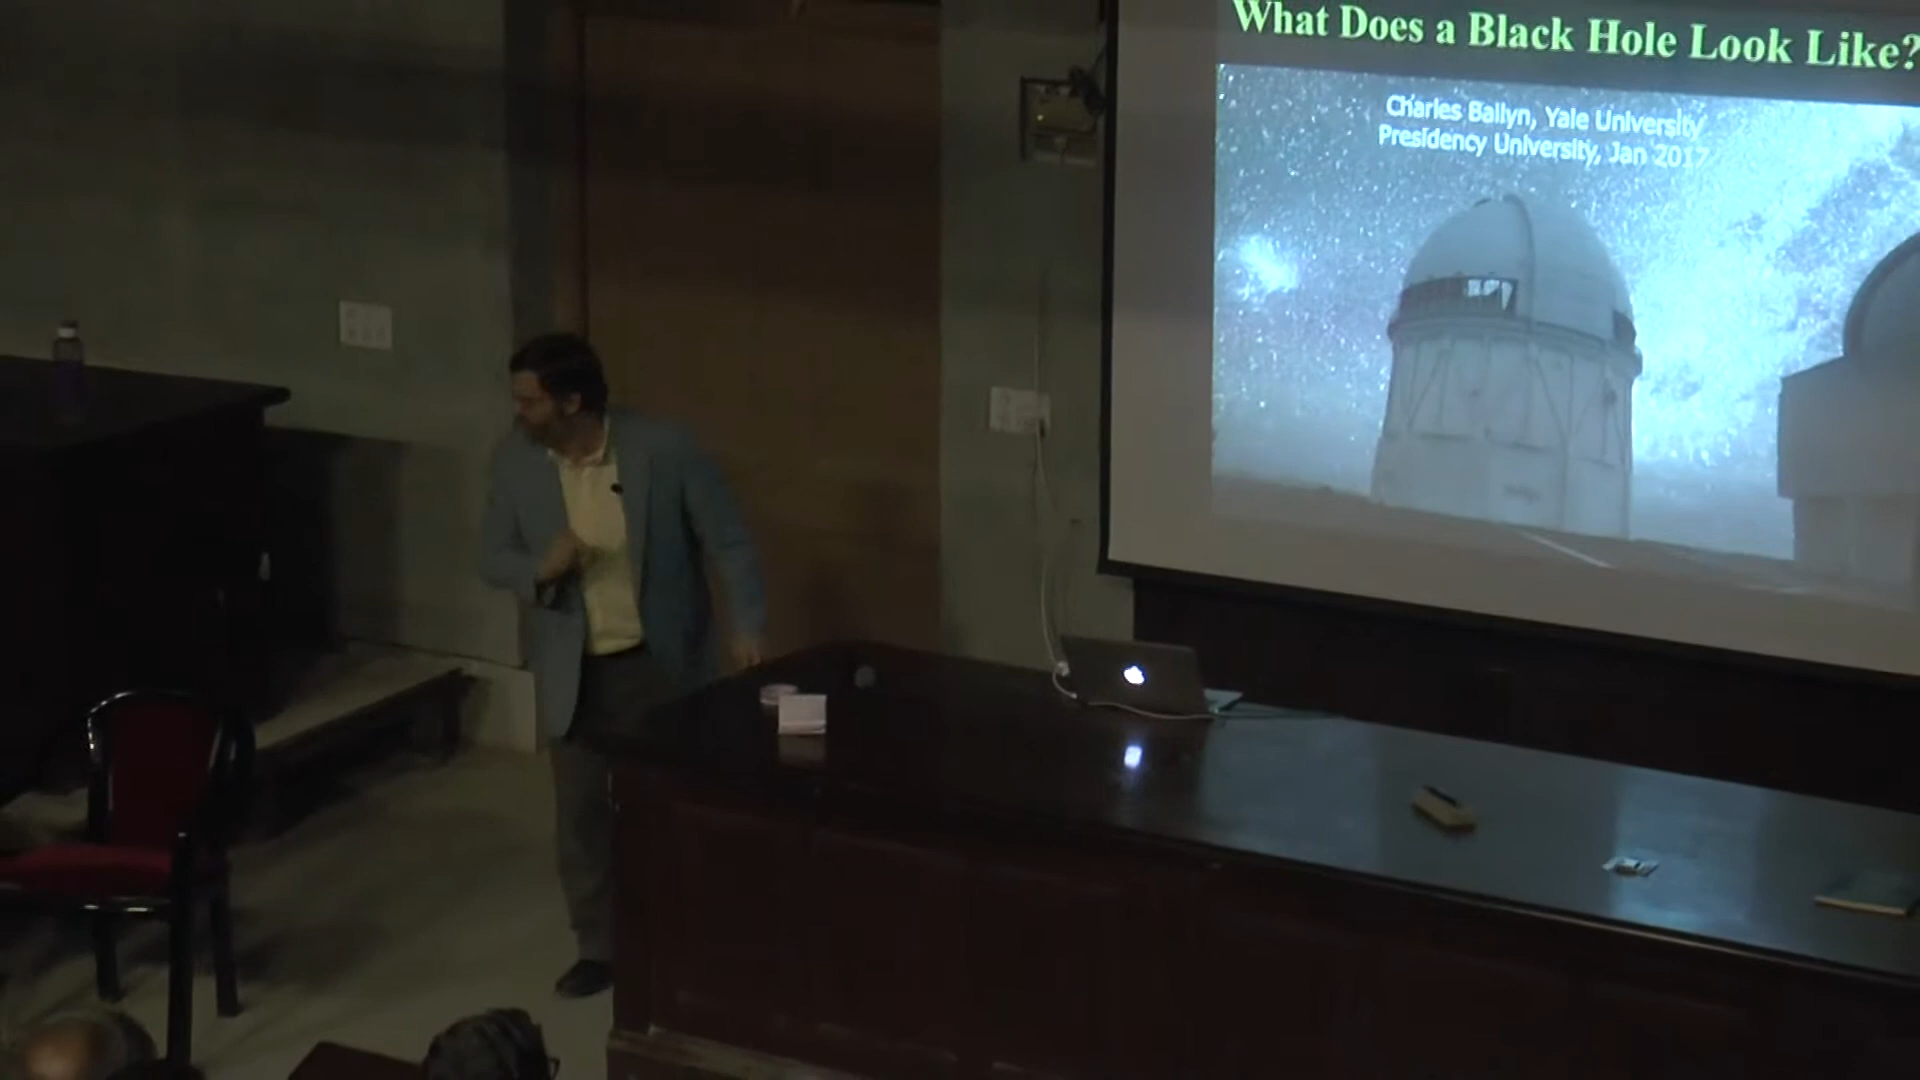 What Does a Black Hole Look Like?
Charles Bailyn, Yale University
Presidency University, Jan 2017